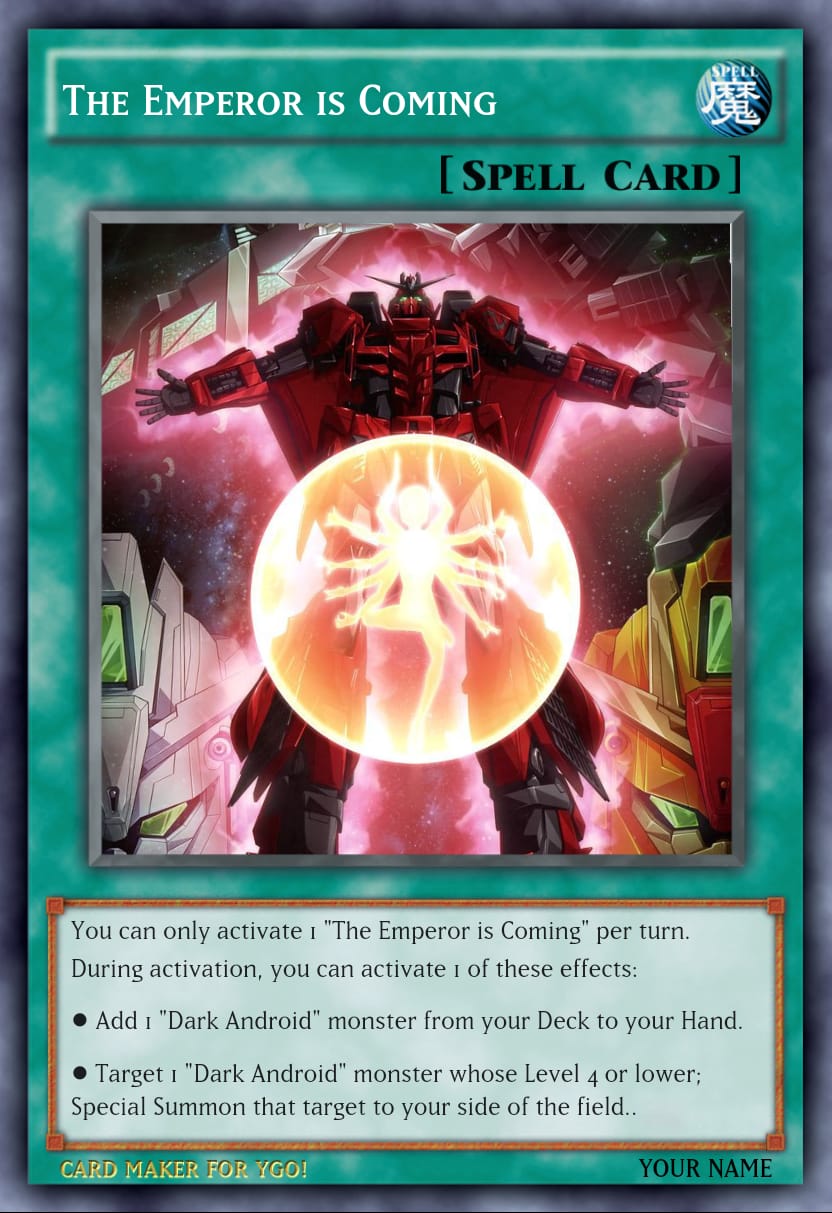 The Emperor is Coming
SPELL
魔
[ Spell Card ]
You can only activate 1 "The Emperor is Coming" per turn.
During activation, you can activate 1 of these effects:
● Add 1 "Dark Android" monster from your Deck to your Hand.
● Target 1 "Dark Android" monster whose Level 4 or lower;
Special Summon that target to your side of the field..
CARD MAKER FOR YGO!
YOUR NAME